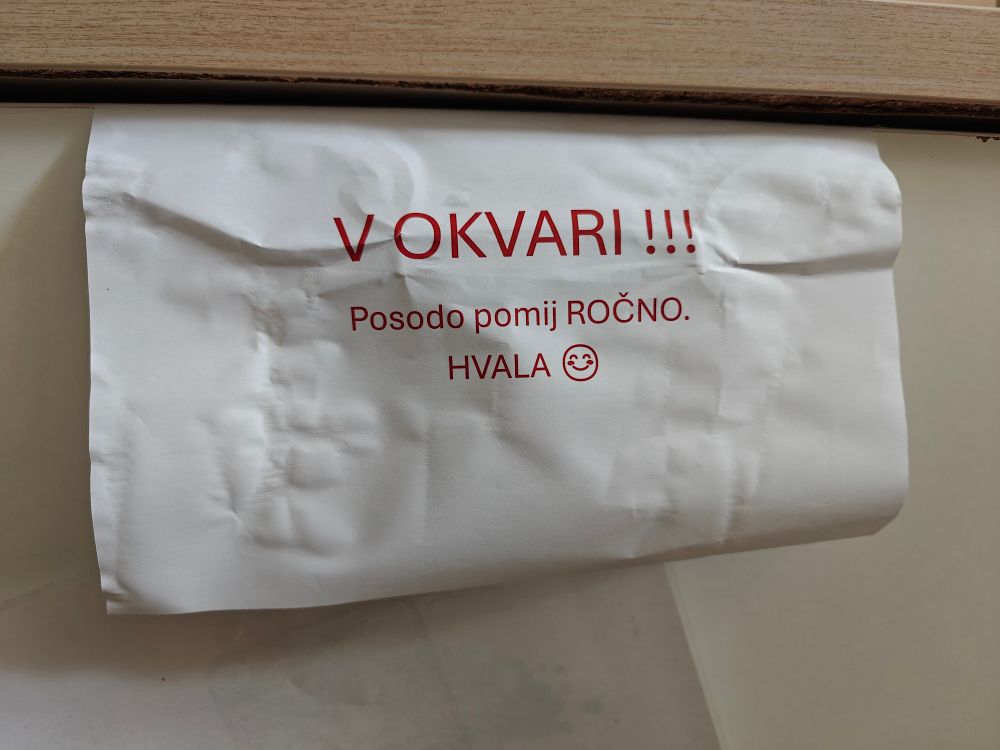 V OKVARI !!!
Posodo pomij ROČNO.
HVALA 😊